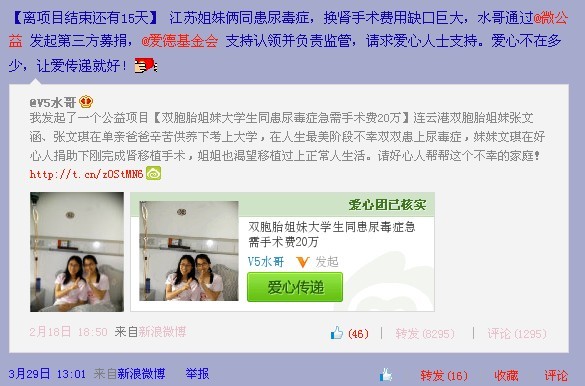 【离项目结束还有15天】 江苏姐妹俩同患尿毒症，换肾手术费用缺口巨大，水哥通过@微公
益 发起第三方募捐，@爱德基金会 支持认领并负责监管，请求爱心人士支持。爱心不在多
少，让爱传递就好！
@V5水哥
我发起了一个公益项目【双胞胎姐妹大学生同患尿毒症急需手术费20万】连云港双胞胎姐妹张文
涵、张文琪在单亲爸爸辛苦供养下考上大学，在人生最美阶段不幸双双患上尿毒症，妹妹文琪在好
心人捐助下刚完成肾移植手术，姐姐也渴望移植过上正常人生活。请好心人帮帮这个不幸的家庭！
http://t.cn/zOStMN6
爱心团已核实
双胞胎姐妹大学生同患尿毒症急
需手术费20万
V5水哥 发起
爱心传递
2月18日 18:50 来自新浪微博 (46) | 转发(8295) | 评论(1295)
3月29日 13:01 来自新浪微博 举报 转发(16) 收藏 评论